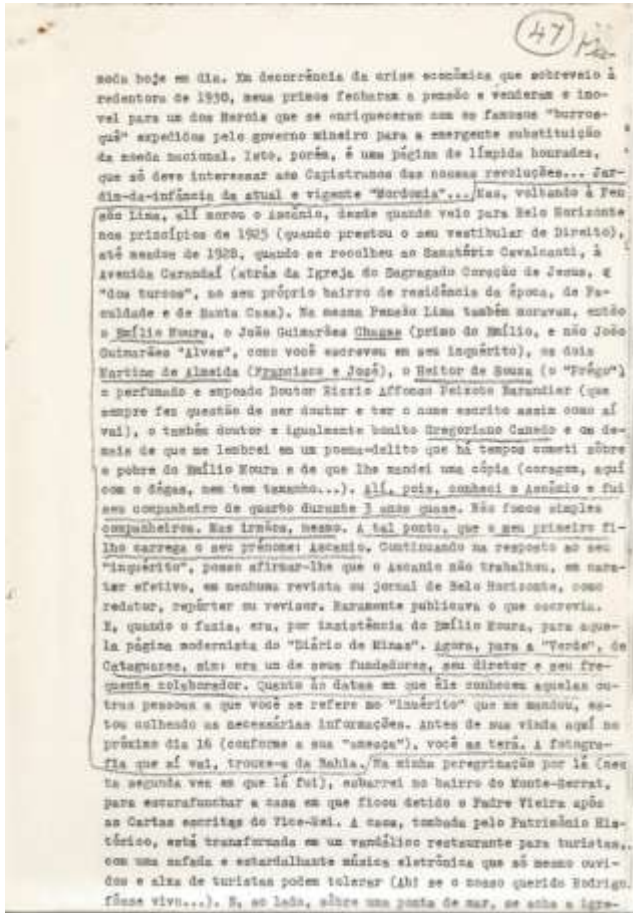 47
moda hoje em dia. Em decorrência da crise econômica que sobreveio à
redentora de 1930, meus primos fecharam a pensão e venderam o imo-
vel para um dos Heróis que se enriqueceram com os famosos "borros-
quê" expedidos pelo governo mineiro para a emergente substituição
da moeda nacional. Isto, porém, é uma página de límpida honradez,
que só deve interessar aos Capistranos das nossas revoluções... Jar-
dim-da-infância da atual e vigente "Mordomia"... Mas, voltando à Pen
são Lima, alí morou o Ascânio, desde quando veio para Belo Horizonte
nos princípios de 1925 (quando prestou o seu vestibular de Direito),
até meados de 1928, quando se recolheu ao Sanatório Cavalcanti, à
Avenida Carandaí (atrás da Igreja do Sagragado Coração de Jesus, e
"dos turcos", no seu próprio bairro de residência da época, da Fa-
culdade e da Santa Casa). Na mesma Pensão Lima também moravam, então
o Emílio Moura, o João Guimarães Chagas (primo do Emílio, e não João
Guimarães "Alves", como você escreveu em seu inquérito), os dois
Martins de Almeida (Francisco e José), o Heitor de Souza (o "Prêgo")
o perfumado e enpoado Doutor Riccio Affonso Peixoto Barandier (que
sempre fez questão de ser doutor e ter o nome escrito assim como aí
vai), o também doutor e igualmente bonito Gregoriano Canedo e os de-
mais de que me lembrei em um poema-delito que há tempos cometi sôbre
o pobre do Emílio Moura e de que lhe mandei uma cópia (coragem, aqui
com o dégas, nem tem tamanho...). Alí, pois, conheci o Ascânio e fui
seu companheiro de quarto durante 3 anos quase. Não fomos simples
companheiros. Mas irmãos, mesmo. A tal ponto, que o meu primeiro fi-
lho carrega o seu prénome: Ascanio. Continuando na resposta ao seu
"inquérito", posso afirmar-lhe que o Ascanio não trabalhou, em cará-
ter efetivo, em nenhuma revista ou jornal de Belo Horizonte, como
redator, repórter ou revisor. Raramente publicava o que escrevia.
E, quando o fazia, era, por insistência do Emílio Moura, para aque-
la página modernista do "Diário de Minas". Agora, para a "Verde", de
Cataguazes, sim: era um de seus fundadores, seu diretor e seu fre-
quente colaborador. Quanto às datas em que êle conheceu aquelas ou-
tras pessoas a que você se refere no "inuérito" que me mandou, es-
tou colhendo as necessárias informações. Antes de sua vinda aqui no
próximo dia 16 (conforme a sua "ameaça"), você as terá. A fotogra-
fia que aí vai, trouxe-a da Bahia. Na minha peregrinação por lá (nes
ta segunda vez em que lá fui), esbarrei no bairro do Monte-Serrat,
para escarafunchar a casa em que ficou detido o Padre Vieira após
as Cartas escritas do Vice-Rei. A casa, tombada pelo Patrimônio His-
tórico, está transformada em um vandálico restaurante para turistas,
com uma safada e estardalhante música eletrônica que só mesmo ouvi-
dos e alma de turistas podem tolerar (Ah! se o nosso querido Rodrigo
fôsse vivo...). E, ao lado, sôbre uma ponta de mar, se acha a igre-